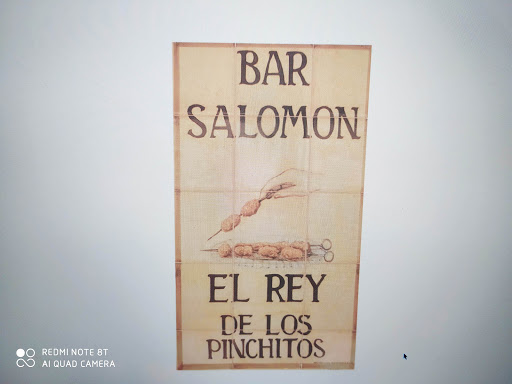 BAR
SALOMON
EL REY
DE LOS
PINCHITOS
REDMI NOTE 8T
AI QUAD CAMERA